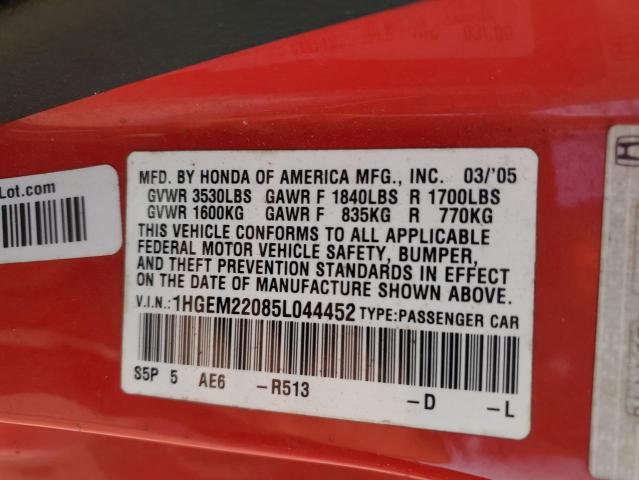 Lot.com
MFD. BY HONDA OF AMERICA MFG., INC. 03/'05
GVWR 3530LBS GAWR F 1840LBS R 1700LBS
GVWR 1600KG GAWR F 835KG R 770KG
THIS VEHICLE CONFORMS TO ALL APPLICABLE
FEDERAL MOTOR VEHICLE SAFETY, BUMPER,
AND THEFT PREVENTION STANDARDS IN EFFECT
ON THE DATE OF MANUFACTURE SHOWN ABOVE.
V.I.N.:1HGEM22085L044452 TYPE:PASSENGER CAR
S5P 5 AE6 -R513 -D -L